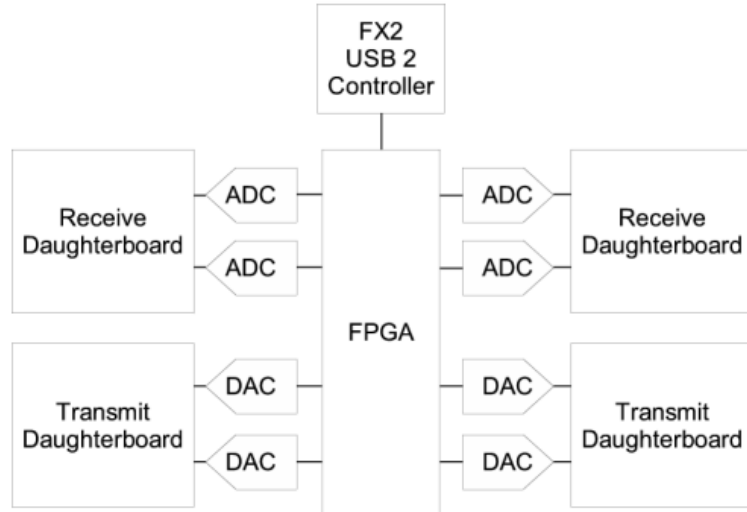 FX2
USB 2
Controller
Receive
Daughterboard
ADC
ADC
ADC
ADC
Receive
Daughterboard
FPGA
Transmit
Daughterboard
DAC
DAC
DAC
DAC
Transmit
Daughterboard